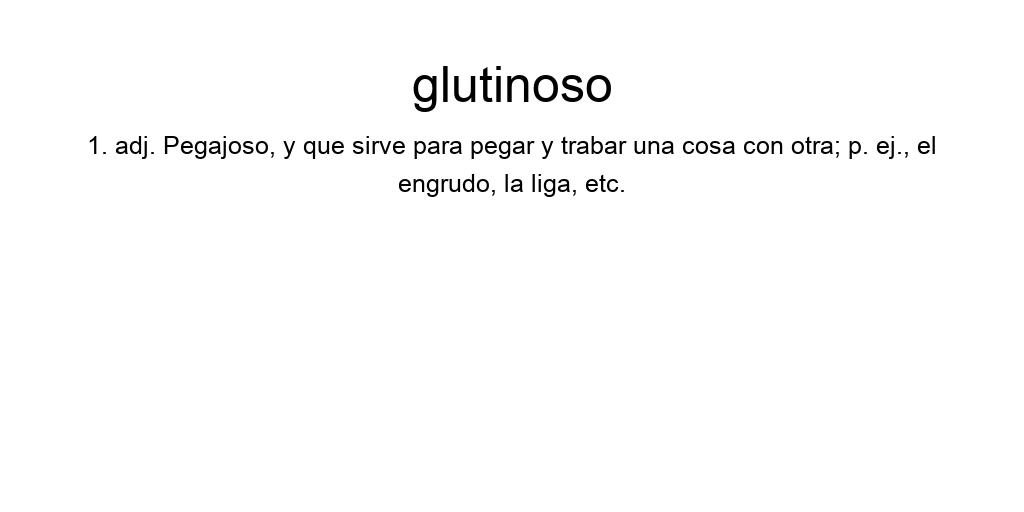 glutinoso
1. adj. Pegajoso, y que sirve para pegar y trabar una cosa con otra; p. ej., el
engrudo, la liga, etc.